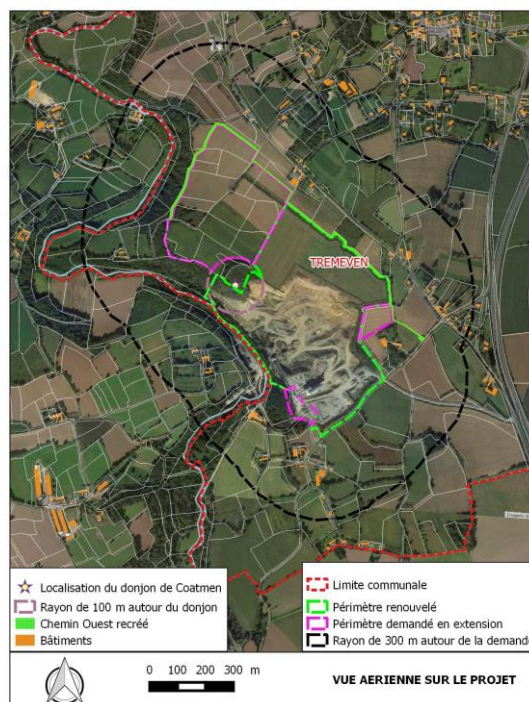 TREMEVEN
Localisation du donjon de Coatmen
Rayon de 100 m autour du donjon
Chemin Ouest recréé
Bâtiments
Limite communale
Périmètre renouvelé
Périmètre demandé en extension
Rayon de 300 m autour de la demande
0 100 200 300 m
VUE AERIENNE SUR LE PROJET